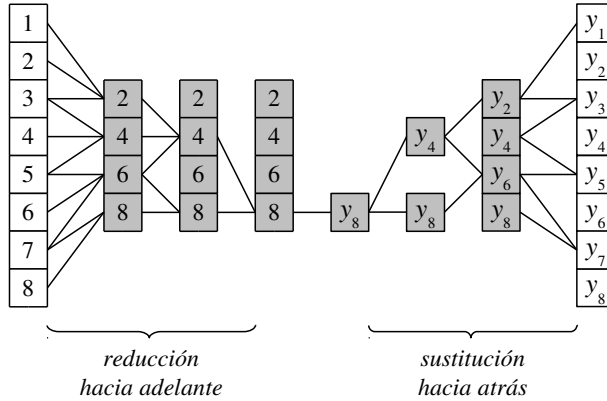 1
2
3
4
5
6
7
8
2
4
6
8
2
4
6
8
2
4
6
8
y₈
y₄
y₈
y₂
y₄
y₆
y₈
y₁
y₂
y₃
y₄
y₅
y₆
y₇
y₈
reducción
hacia adelante
sustitución
hacia atrás